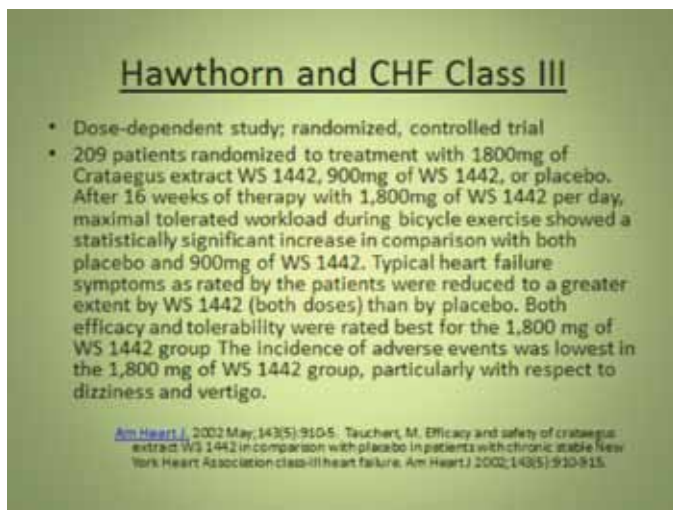 Hawthorn and CHF Class III
• Dose-dependent study; randomized, controlled trial
• 209 patients randomized to treatment with 1800mg of
Crataegus extract WS 1442, 900mg of WS 1442, or placebo.
After 16 weeks of therapy with 1,800mg of WS 1442 per day,
maximal tolerated workload during bicycle exercise showed a
statistically significant increase in comparison with both
placebo and 900mg of WS 1442. Typical heart failure
symptoms as rated by the patients were reduced to a greater
extent by WS 1442 (both doses) than by placebo. Both
efficacy and tolerability were rated best for the 1,800 mg of
WS 1442 group The incidence of adverse events was lowest in
the 1,800 mg of WS 1442 group, particularly with respect to
dizziness and vertigo.
Am Heart J. 2002 May;143(5):910-5. Tauchert, M. Efficacy and safety of crataegus
extract WS 1442 in comparison with placebo in patients with chronic stable New
York Heart Association class-III heart failure. Am Heart J 2002;143(5):910-915.